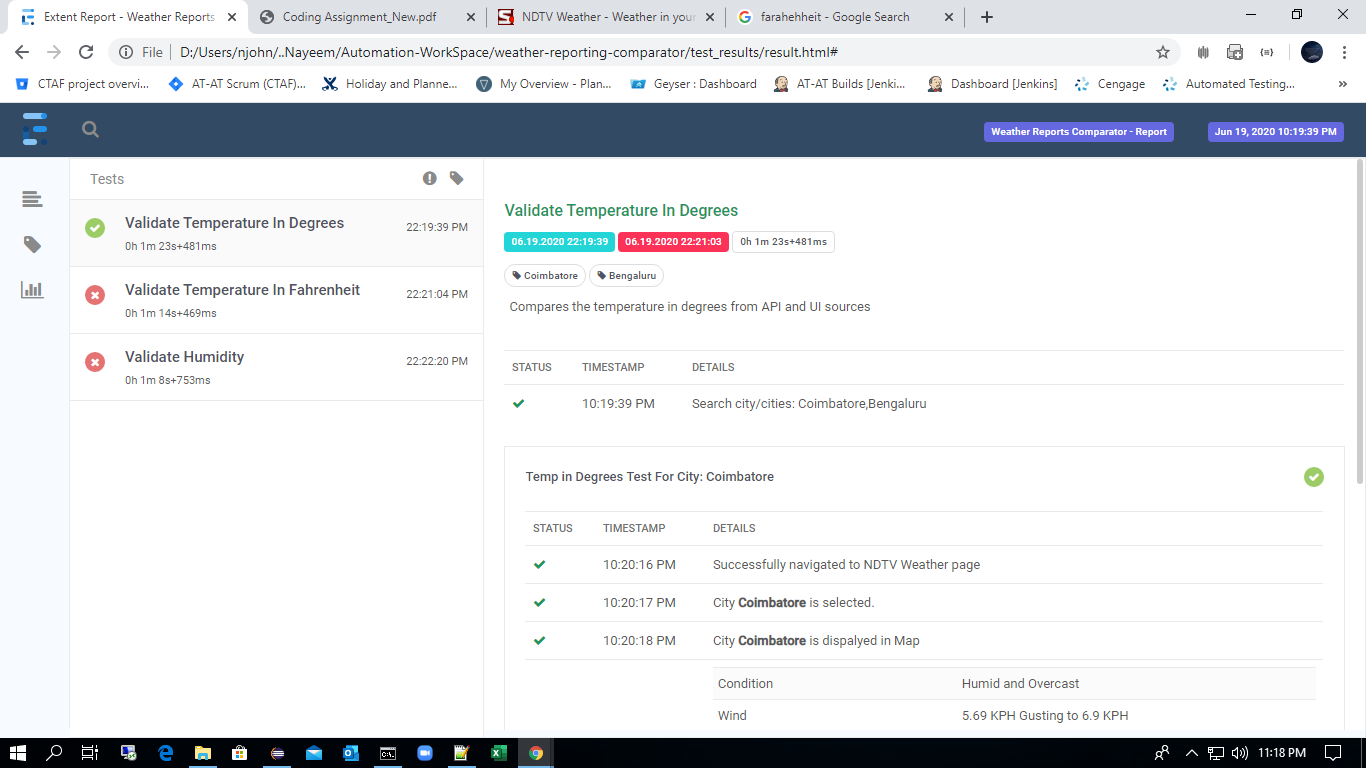 Extent Report - Weather Reports
Coding Assignment_New.pdf
NDTV Weather - Weather in your
farahehheit - Google Search
File
D:/Users/njohn/..Nayeem/Automation-WorkSpace/weather-reporting-comparator/test_results/result.html#
CTAF project overvi...
AT-AT Scrum (CTAF)...
Holiday and Planne...
My Overview - Plan...
Geyser : Dashboard
AT-AT Builds [Jenki...
Dashboard [Jenkins]
Cengage
Automated Testing...
Weather Reports Comparator - Report
Jun 19, 2020 10:19:39 PM
Tests
Validate Temperature In Degrees
22:19:39 PM
0h 1m 23s+481ms
Validate Temperature In Fahrenheit
22:21:04 PM
0h 1m 14s+469ms
Validate Humidity
22:22:20 PM
0h 1m 8s+753ms
Validate Temperature In Degrees
06.19.2020 22:19:39
06.19.2020 22:21:03
0h 1m 23s+481ms
Coimbatore
Bengaluru
Compares the temperature in degrees from API and UI sources
STATUS TIMESTAMP DETAILS
10:19:39 PM Search city/cities: Coimbatore,Bengaluru
Temp in Degrees Test For City: Coimbatore
STATUS TIMESTAMP DETAILS
10:20:16 PM Successfully navigated to NDTV Weather page
10:20:17 PM City Coimbatore is selected.
10:20:18 PM City Coimbatore is dispalyed in Map
Condition Humid and Overcast
Wind 5.69 KPH Gusting to 6.9 KPH
11:18 PM